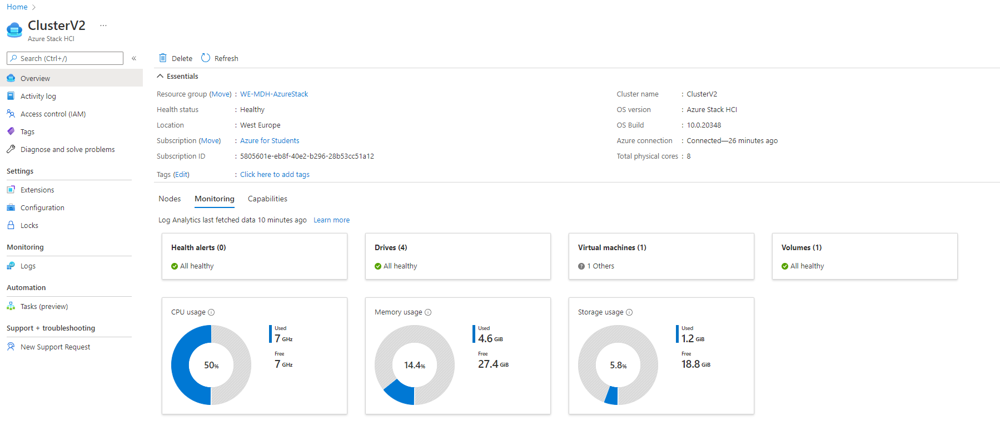 Home
ClusterV2 ...
Azure Stack HCI
Search (Ctrl+/)
«
Overview
Activity log
Access control (IAM)
Tags
Diagnose and solve problems
Settings
Extensions
Configuration
Locks
Monitoring
Logs
Automation
Tasks (preview)
Support + troubleshooting
New Support Request
Delete Refresh
Essentials
Resource group (Move) : WE-MDH-AzureStack
Health status : Healthy
Location : West Europe
Subscription (Move) : Azure for Students
Subscription ID : 5805601e-eb8f-40e2-b296-28b53cc51a12
Tags (Edit) : Click here to add tags
Cluster name : ClusterV2
OS version : Azure Stack HCI
OS Build : 10.0.20348
Azure connection : Connected—26 minutes ago
Total physical cores : 8
Nodes Monitoring Capabilities
Log Analytics last fetched data 10 minutes ago Learn more
Health alerts (0)
All healthy
Drives (4)
All healthy
Virtual machines (1)
? 1 Others
Volumes (1)
All healthy
CPU usage
50%
Used
7 GHz
Free
7 GHz
Memory usage
14.4%
Used
4.6 GiB
Free
27.4 GiB
Storage usage
5.8%
Used
1.2 GiB
Free
18.8 GiB